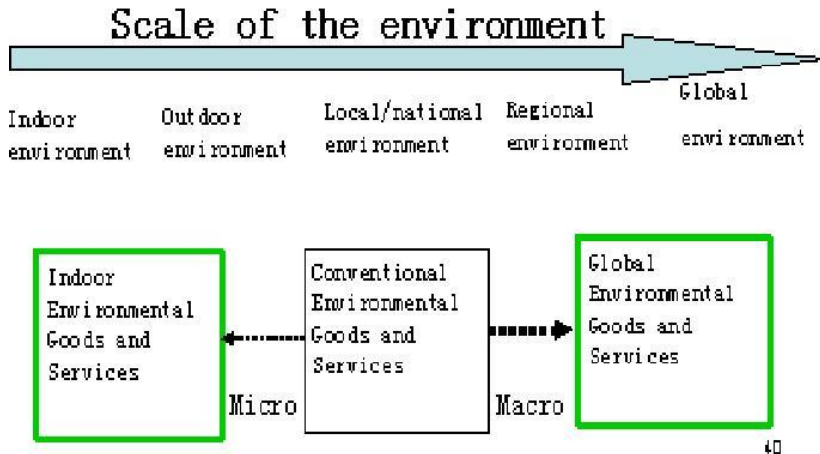 Scale of the environment
Indoor
environment
Outdoor
environment
Local/national
environment
Regional
environment
Global
environment
Indoor
Environmental
Goods and
Services
Micro
Conventional
Environmental
Goods and
Services
Macro
Global
Environmental
Goods and
Services
40